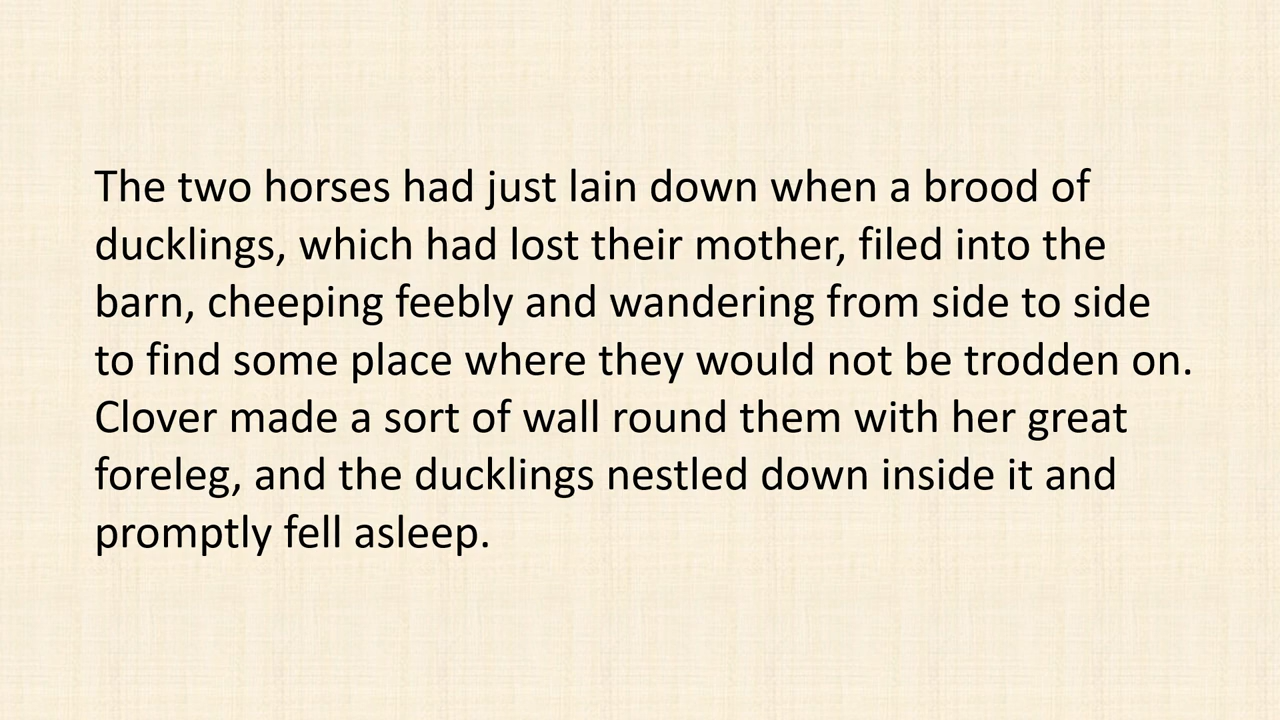 The two horses had just lain down when a brood of
ducklings, which had lost their mother, filed into the
barn, cheeping feebly and wandering from side to side
to find some place where they would not be trodden on.
Clover made a sort of wall round them with her great
foreleg, and the ducklings nestled down inside it and
promptly fell asleep.